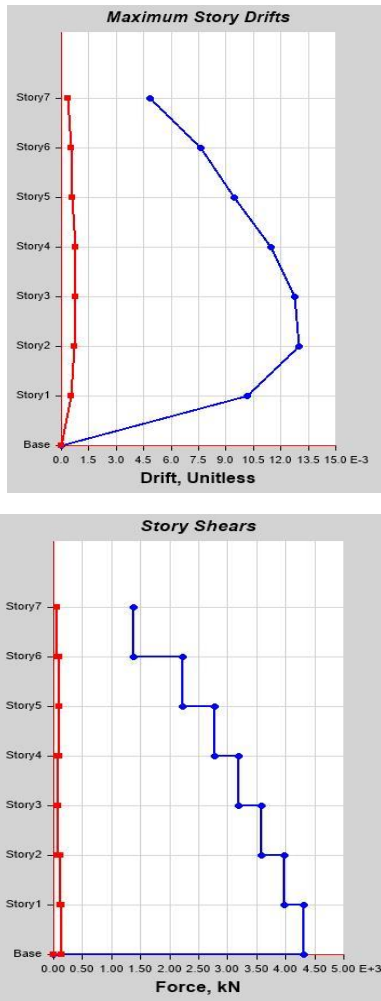 Maximum Story Drifts
Story7
Story6
Story5
Story4
Story3
Story2
Story1
Base
0.0 1.5 3.0 4.5 6.0 7.5 9.0 10.5 12.0 13.5 15.0 E-3
Drift, Unitless
Story Shears
Story7
Story6
Story5
Story4
Story3
Story2
Story1
Base
0.00 0.50 1.00 1.50 2.00 2.50 3.00 3.50 4.00 4.50 5.00 E+3
Force, kN